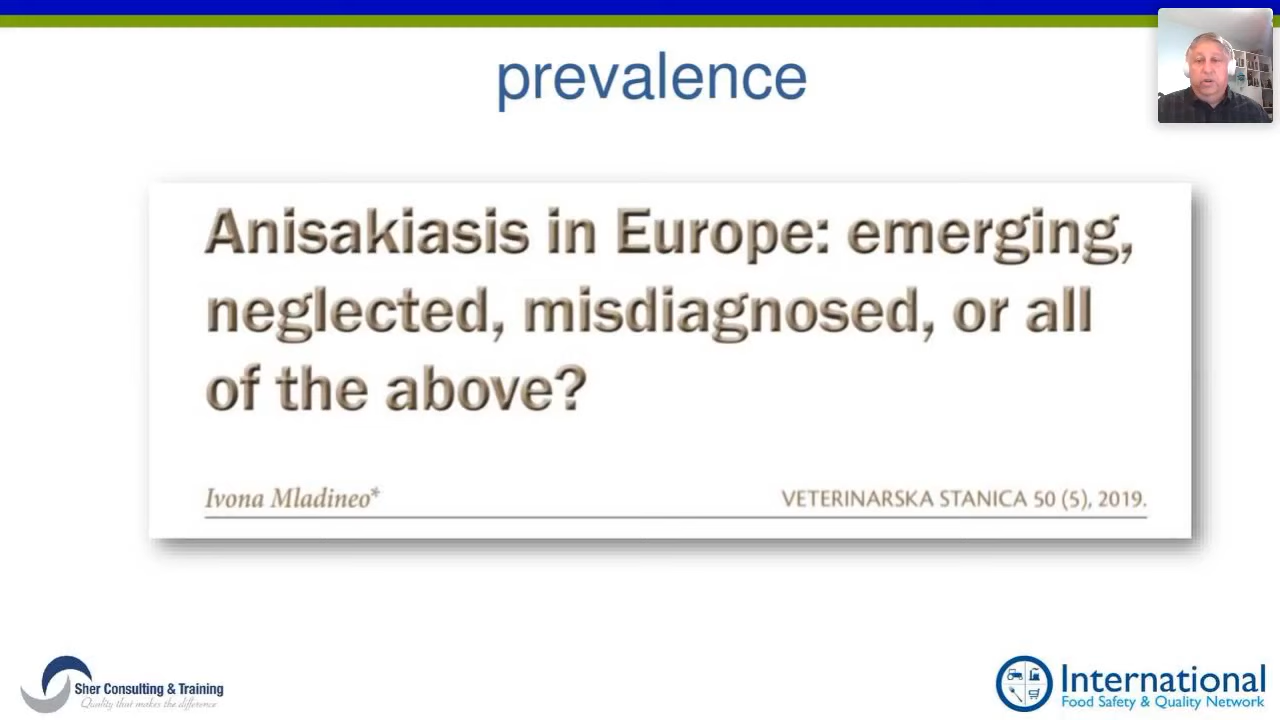 prevalence
Anisakiasis in Europe: emerging,
neglected, misdiagnosed, or all
of the above?
Ivona Mladineo*
VETERINARSKA STANICA 50 (5), 2019.
Sher Consulting & Training
Quality that makes the difference
International
Food Safety & Quality Network